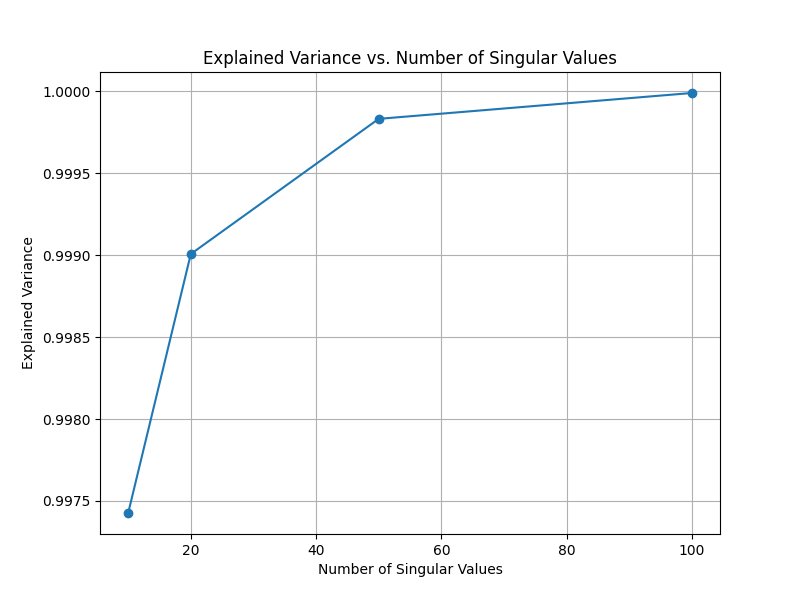 Explained Variance vs. Number of Singular Values
1.0000
0.9995
0.9990
0.9985
0.9980
0.9975
Explained Variance
20 40 60 80 100
Number of Singular Values